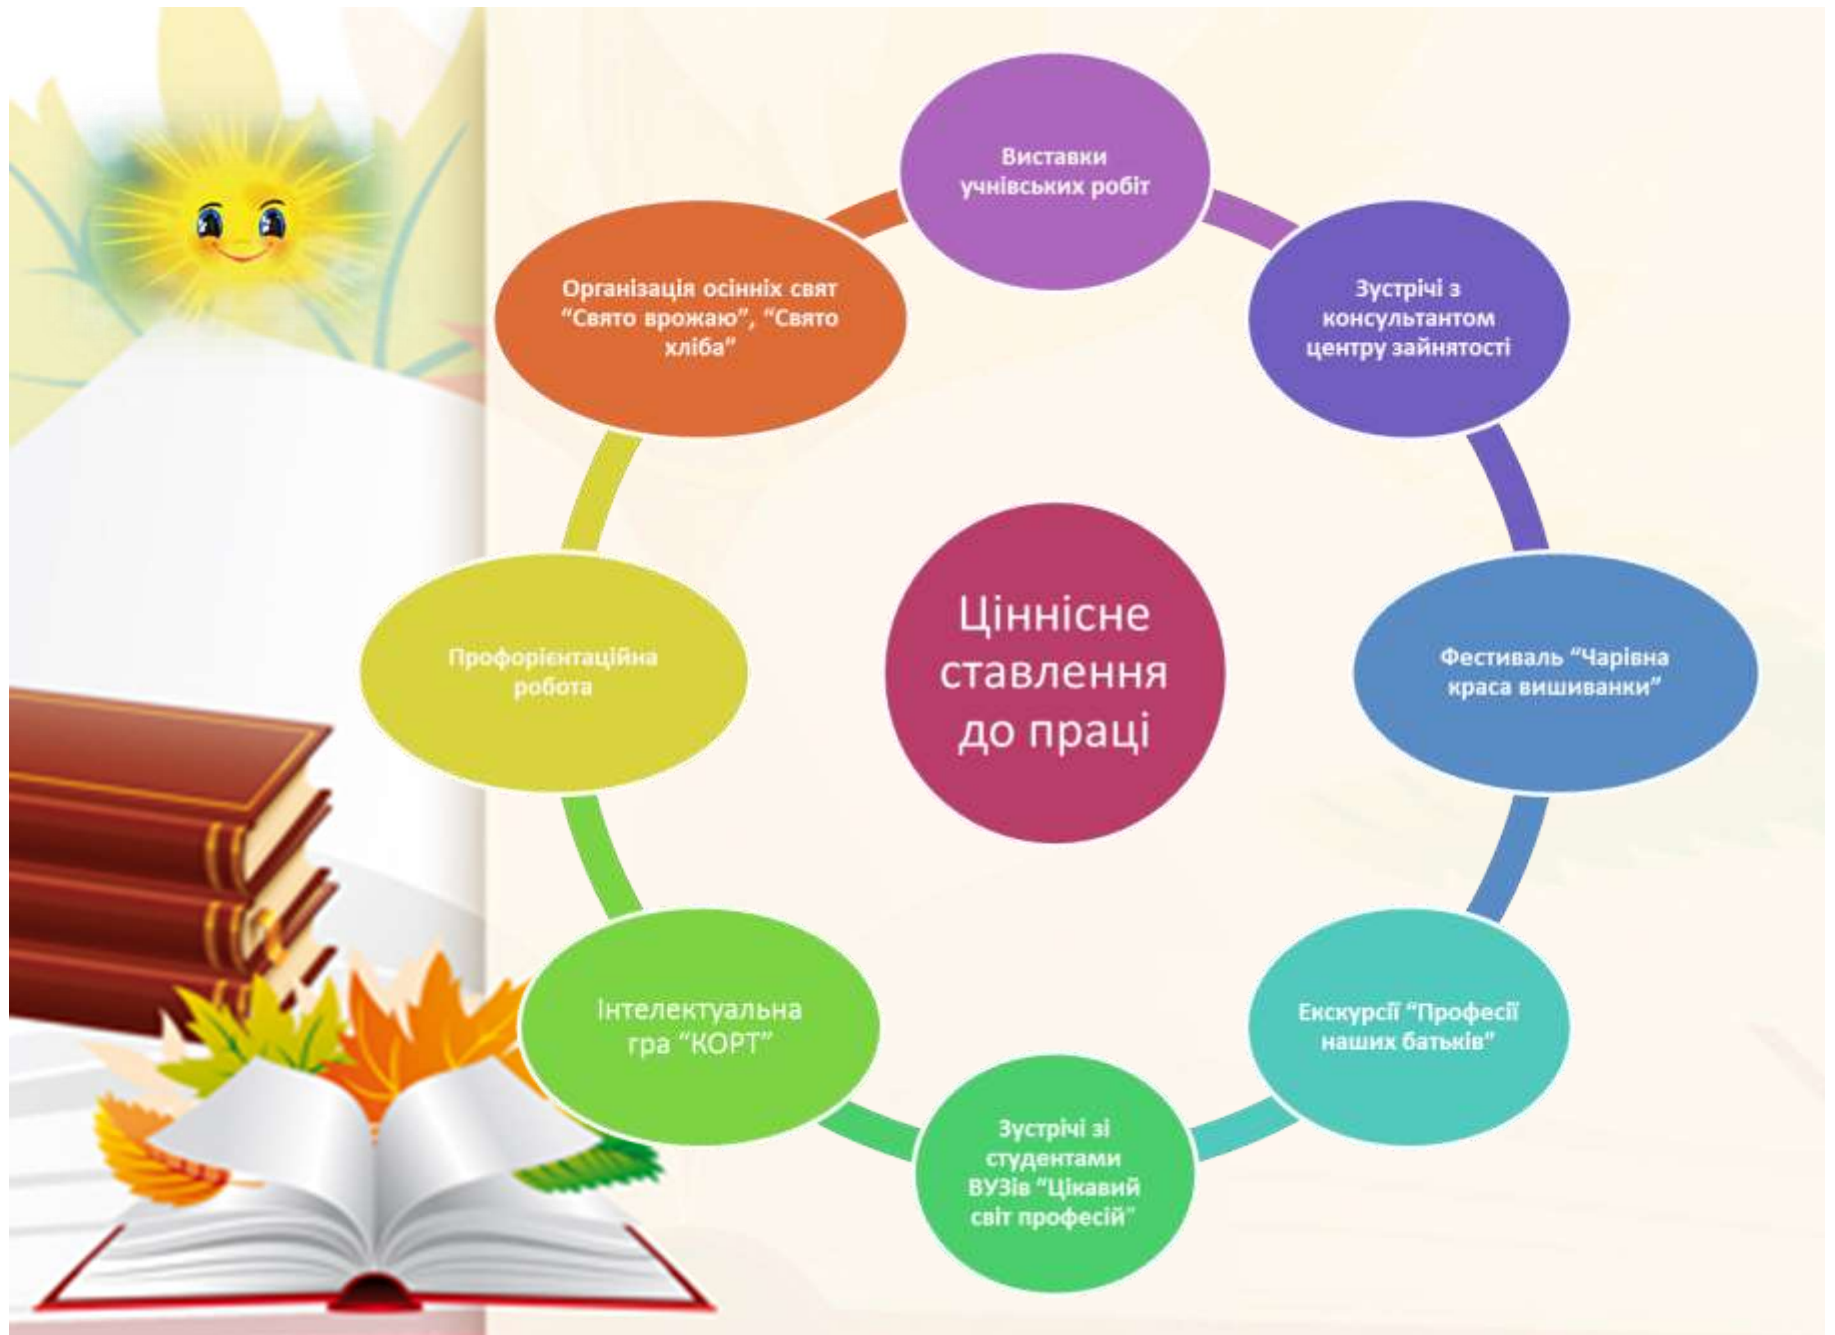 Виставки
учнівських робіт
Зустрічі з
консультантом
центру зайнятості
Фестиваль “Чарівна
краса вишиванки”
Екскурсії “Професії
наших батьків”
Зустрічі зі
студентами
ВУЗів “Цікавий
світ професій”
Інтелектуальна
гра “КОРТ”
Профорієнтаційна
робота
Організація осінніх свят
“Свято врожаю”, “Свято
хліба”
Ціннісне
ставлення
до праці